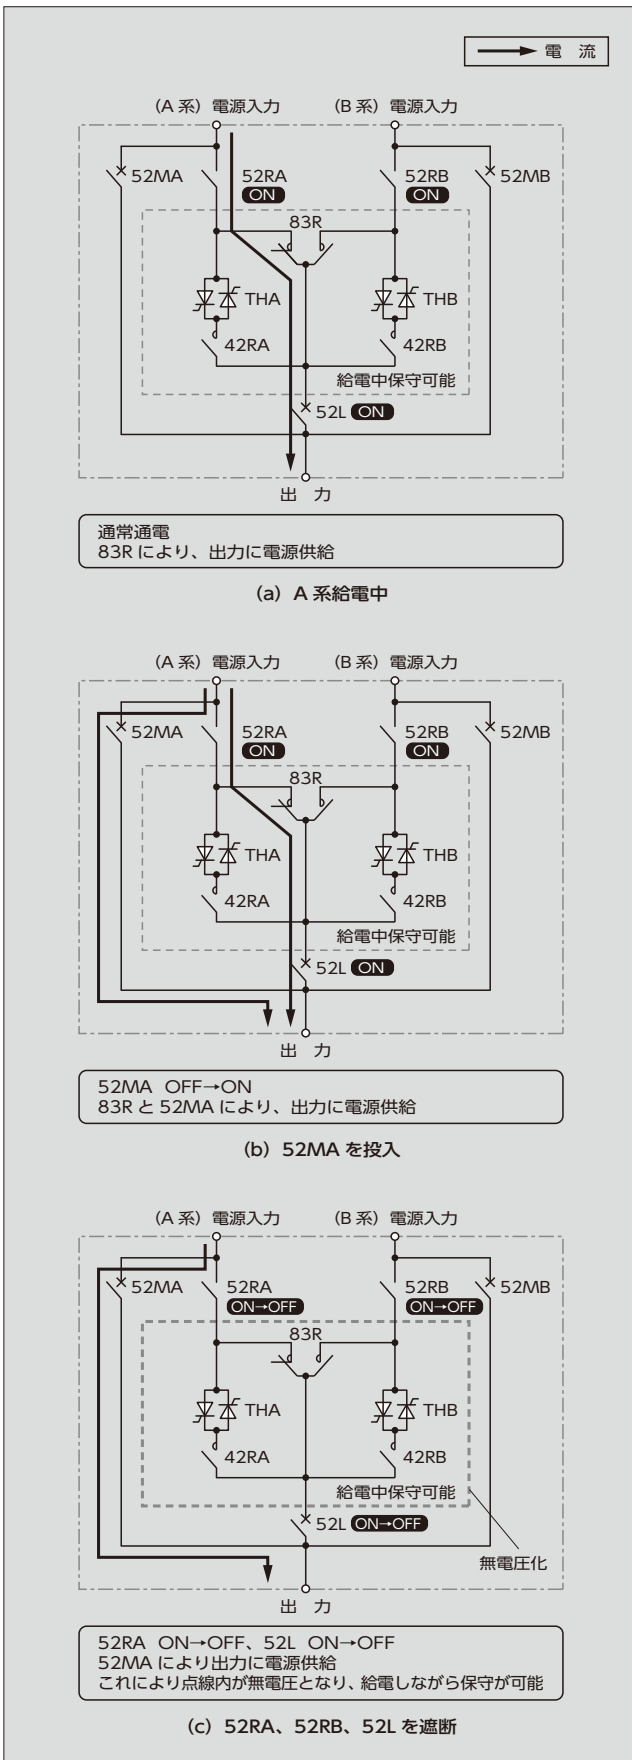 電 流
(A 系) 電源入力 (B 系) 電源入力
52MA 52RA 52RB 52MB
ON ON
83R
THA THB
42RA 42RB
給電中保守可能
52L ON
出 力
通常通電
83R により、出力に電源供給
(a) A 系給電中
(A 系) 電源入力 (B 系) 電源入力
52MA 52RA 52RB 52MB
ON ON
83R
THA THB
42RA 42RB
給電中保守可能
52L ON
出 力
52MA OFF→ON
83R と 52MA により、出力に電源供給
(b) 52MA を投入
(A 系) 電源入力 (B 系) 電源入力
52MA 52RA 52RB 52MB
ON→OFF ON→OFF
83R
THA THB
42RA 42RB
給電中保守可能
52L ON→OFF
無電圧化
出 力
52RA ON→OFF、52L ON→OFF
52MA により出力に電源供給
これにより点線内が無電圧となり、給電しながら保守が可能
(c) 52RA、52RB、52L を遮断